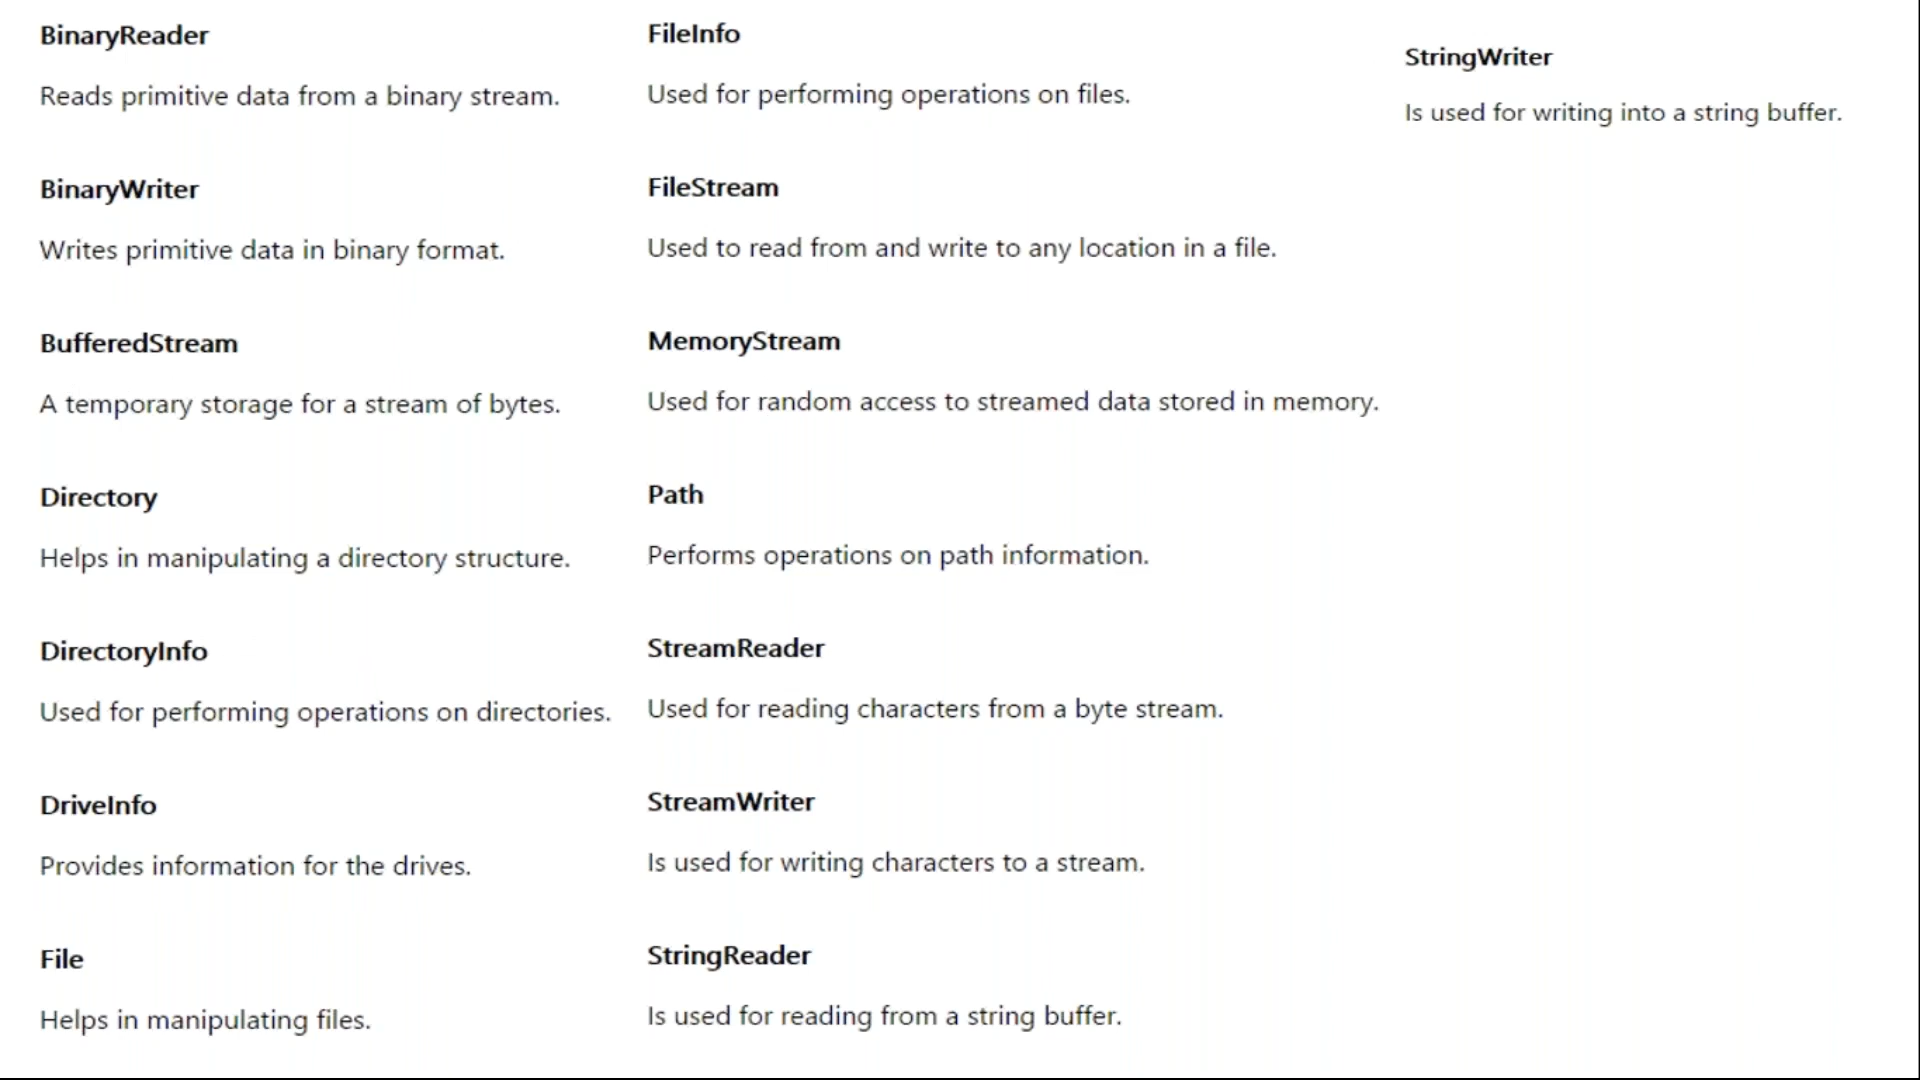 BinaryReader
Reads primitive data from a binary stream.
BinaryWriter
Writes primitive data in binary format.
BufferedStream
A temporary storage for a stream of bytes.
Directory
Helps in manipulating a directory structure.
DirectoryInfo
Used for performing operations on directories.
DriveInfo
Provides information for the drives.
File
Helps in manipulating files.
FileInfo
Used for performing operations on files.
FileStream
Used to read from and write to any location in a file.
MemoryStream
Used for random access to streamed data stored in memory.
Path
Performs operations on path information.
StreamReader
Used for reading characters from a byte stream.
StreamWriter
Is used for writing characters to a stream.
StringReader
Is used for reading from a string buffer.
StringWriter
Is used for writing into a string buffer.